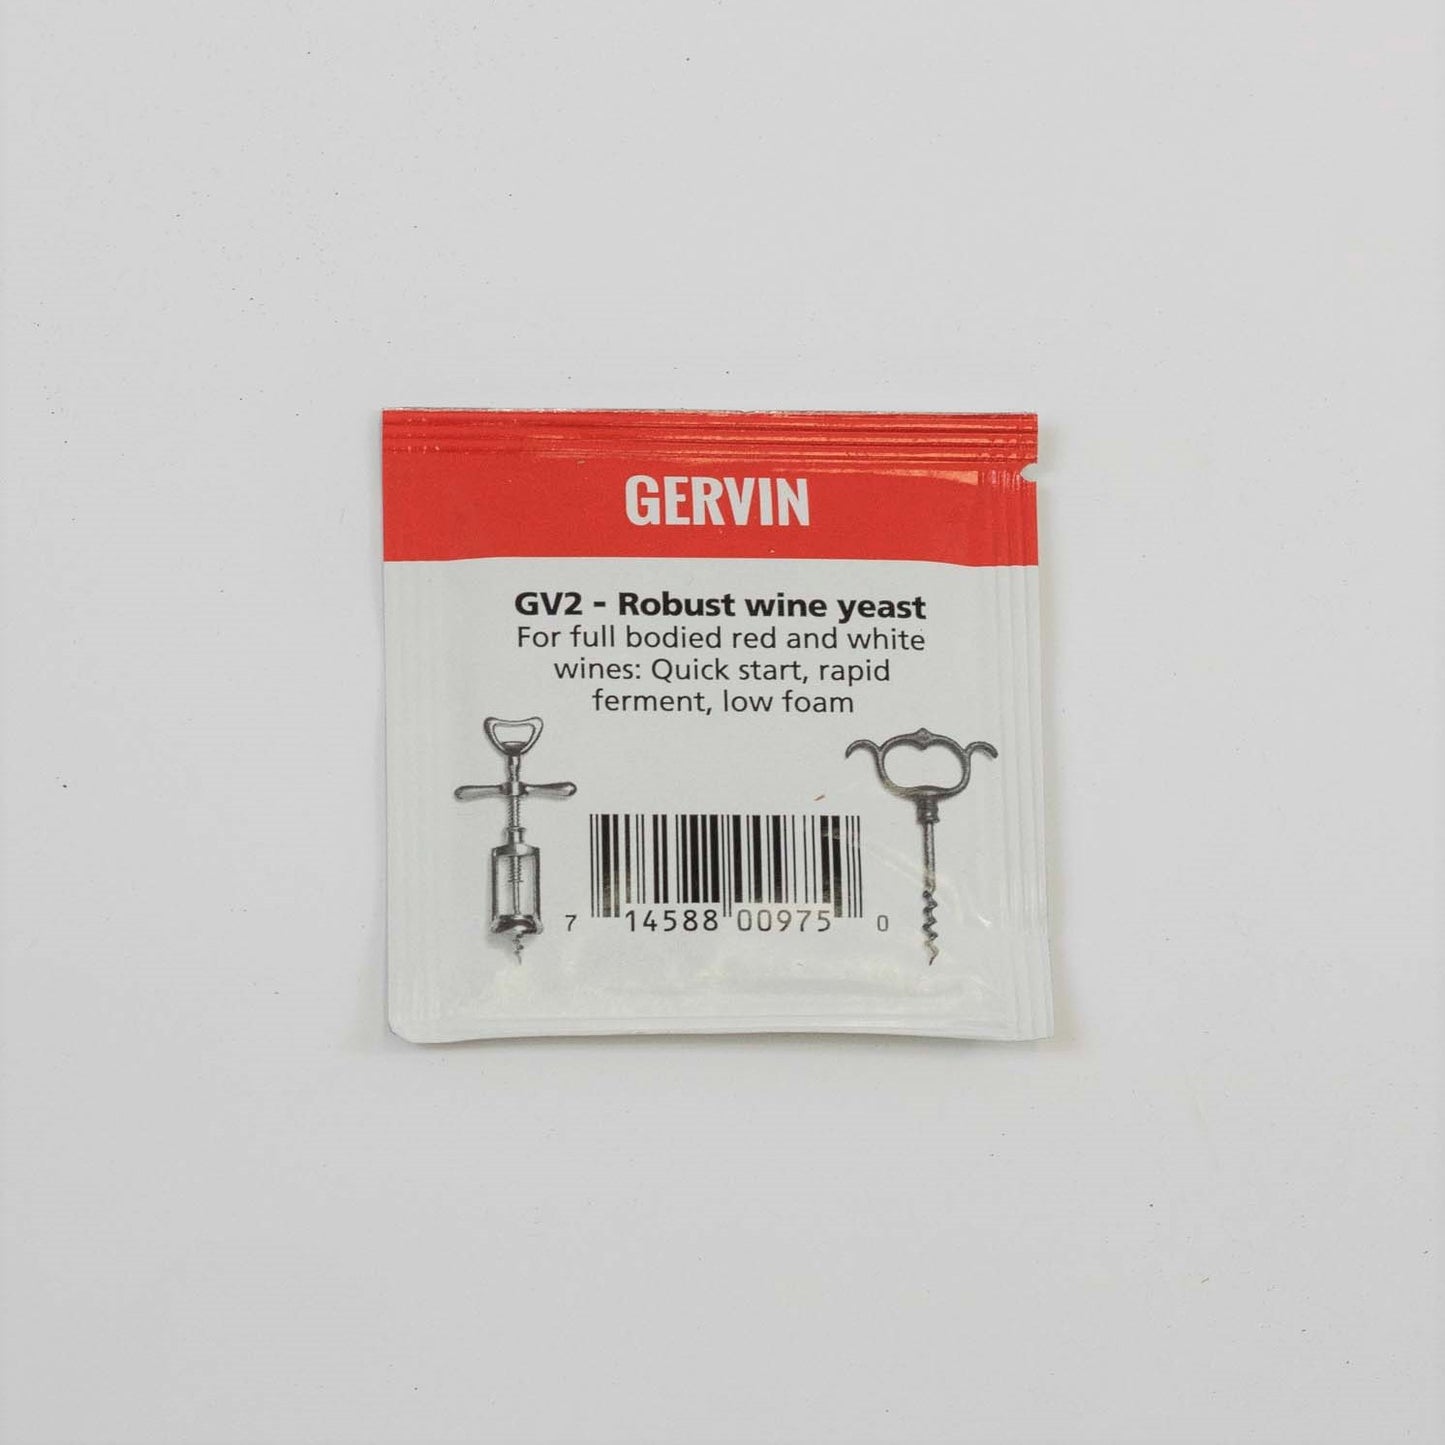 GERVIN
GV2 - Robust wine yeast
For full bodied red and white
wines: Quick start, rapid
ferment, low foam
7 14588 00975 0